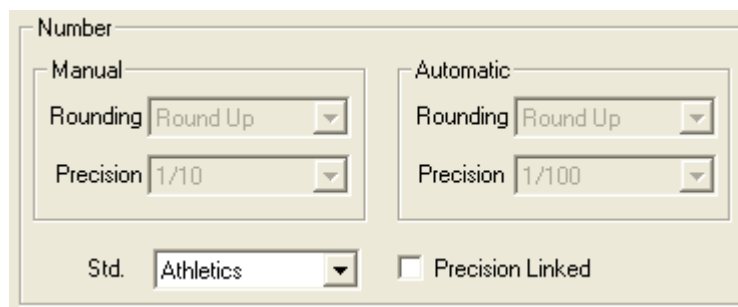 Number
Manual
Rounding Round Up
Precision 1/10
Automatic
Rounding Round Up
Precision 1/100
Std. Athletics
Precision Linked